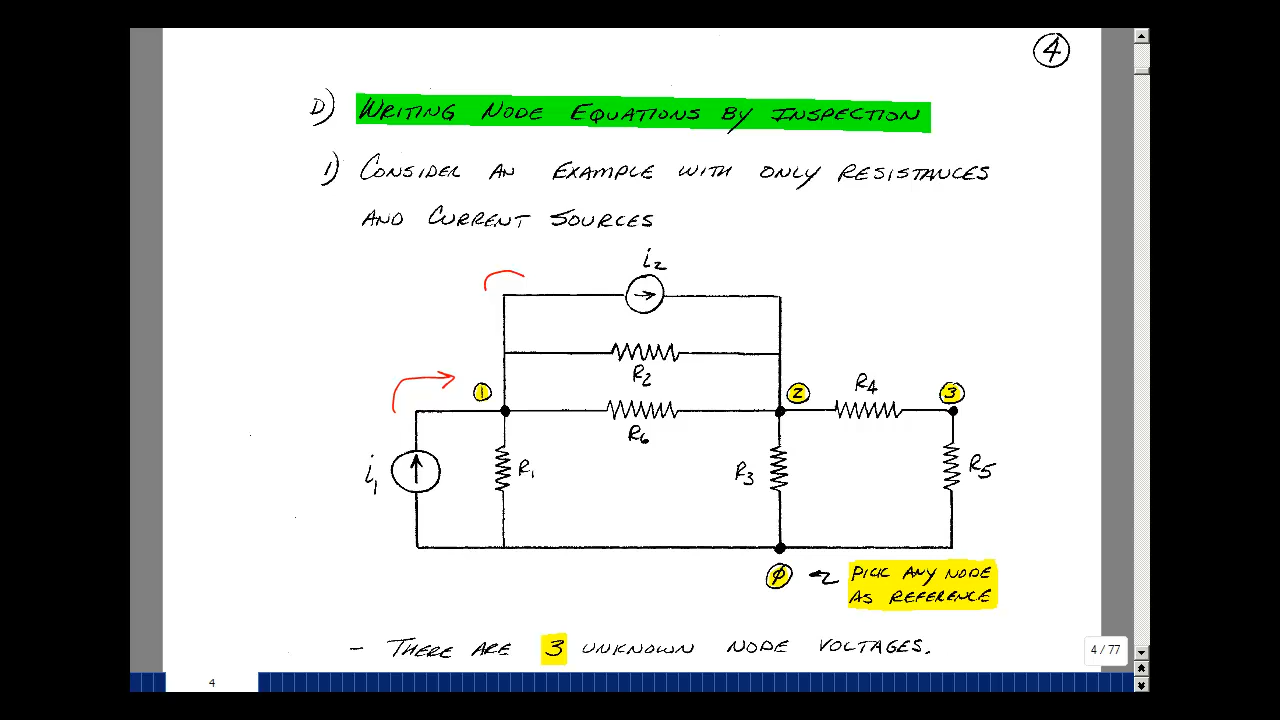 4
D) WRITING NODE EQUATIONS BY INSPECTION
1) CONSIDER AN EXAMPLE WITH ONLY RESISTANCES
AND CURRENT SOURCES
i2
R2
1
2
R4
3
R6
i1
R1
R3
R5
0
PICK ANY NODE
AS REFERENCE
- THERE ARE 3 UNKNOWN NODE VOLTAGES.
4 / 77
4